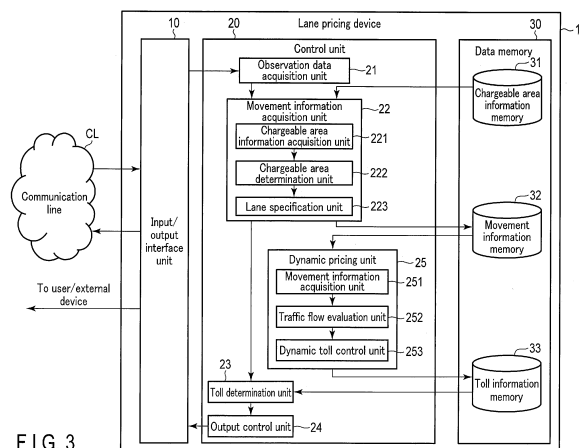 Lane pricing device
1
10
20
30
Control unit
Data memory
Observation data
acquisition unit
21
31
Chargeable area
information
memory
Movement information
acquisition unit
22
Chargeable area
information acquisition unit
221
Chargeable area
determination unit
222
Lane specification unit
223
CL
Communication
line
Input/
output
interface
unit
32
Movement
information
memory
To user/external
device
Dynamic pricing unit
25
Movement information
acquisition unit
251
Traffic flow evaluation unit
252
Dynamic toll control unit
253
33
Toll information
memory
23
Toll determination unit
Output control unit
24
FIG. 3